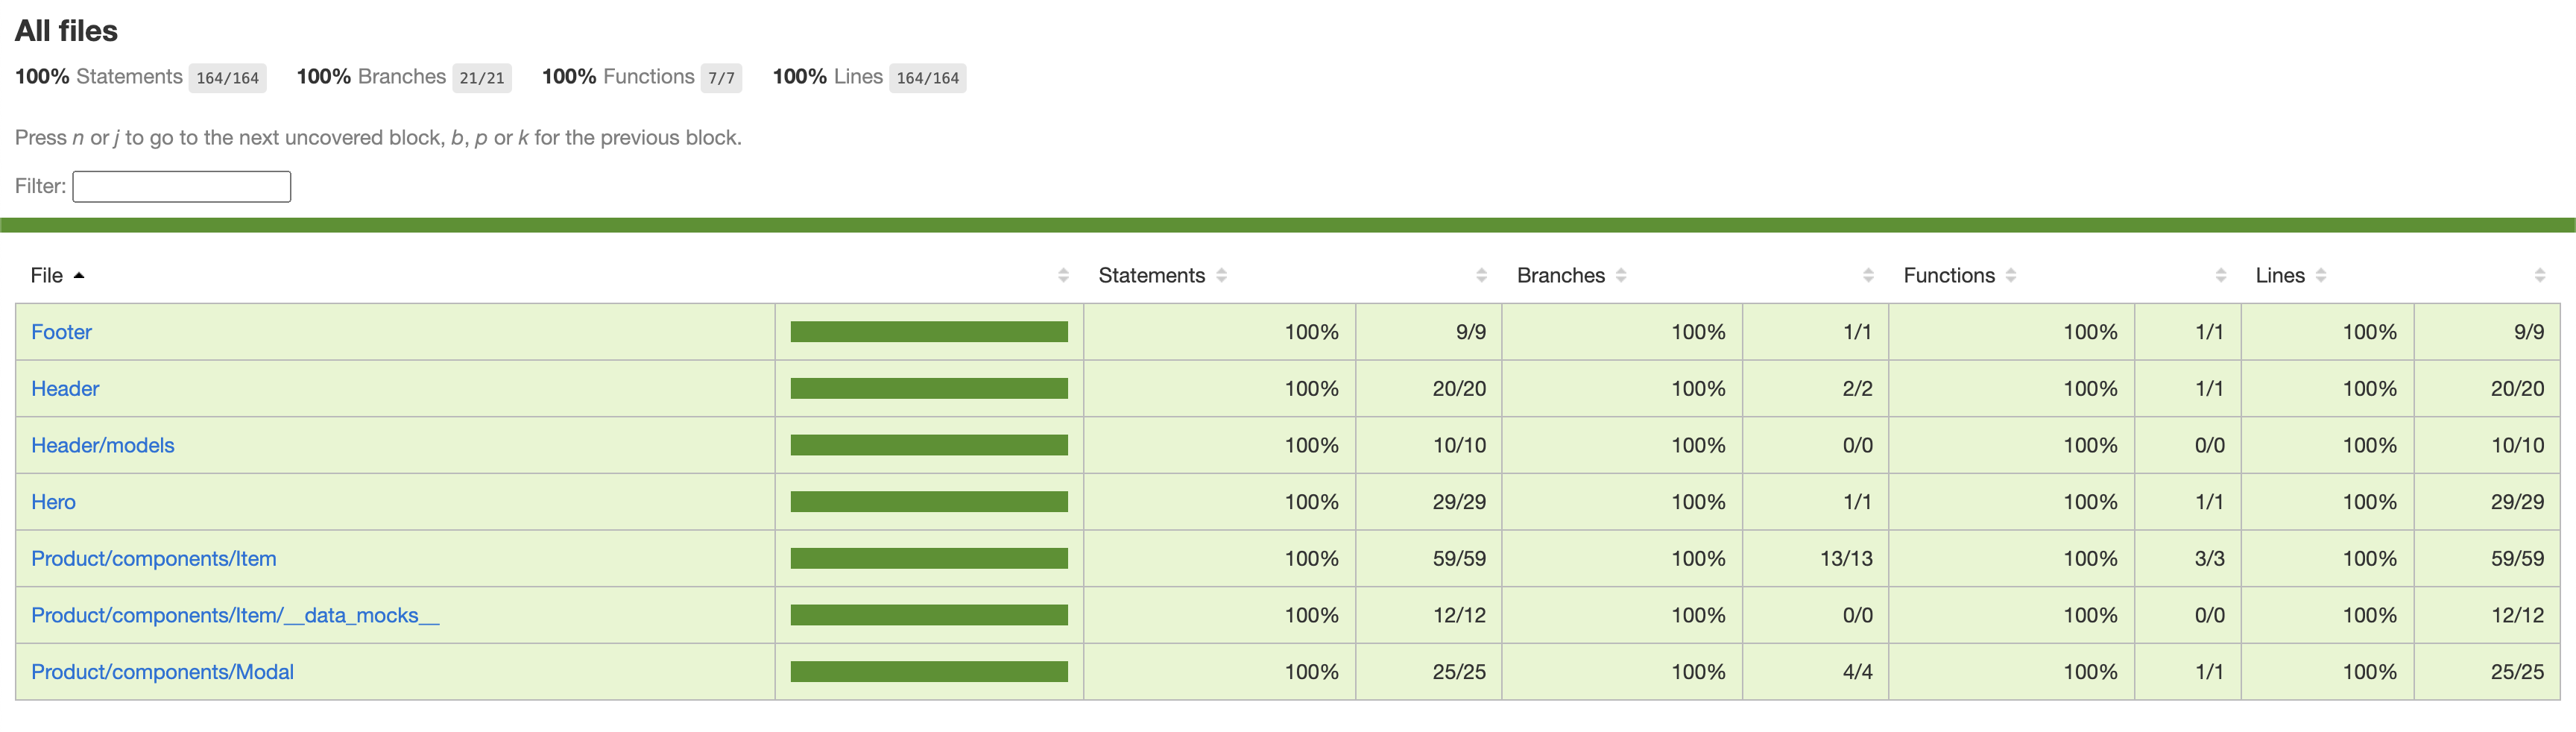 All files
100% Statements 164/164 100% Branches 21/21 100% Functions 7/7 100% Lines 164/164
Press n or j to go to the next uncovered block, b, p or k for the previous block.
Filter:
File Statements Branches Functions Lines
Footer 100% 9/9 100% 1/1 100% 1/1 100% 9/9
Header 100% 20/20 100% 2/2 100% 1/1 100% 20/20
Header/models 100% 10/10 100% 0/0 100% 0/0 100% 10/10
Hero 100% 29/29 100% 1/1 100% 1/1 100% 29/29
Product/components/Item 100% 59/59 100% 13/13 100% 3/3 100% 59/59
Product/components/Item/__data_mocks__ 100% 12/12 100% 0/0 100% 0/0 100% 12/12
Product/components/Modal 100% 25/25 100% 4/4 100% 1/1 100% 25/25